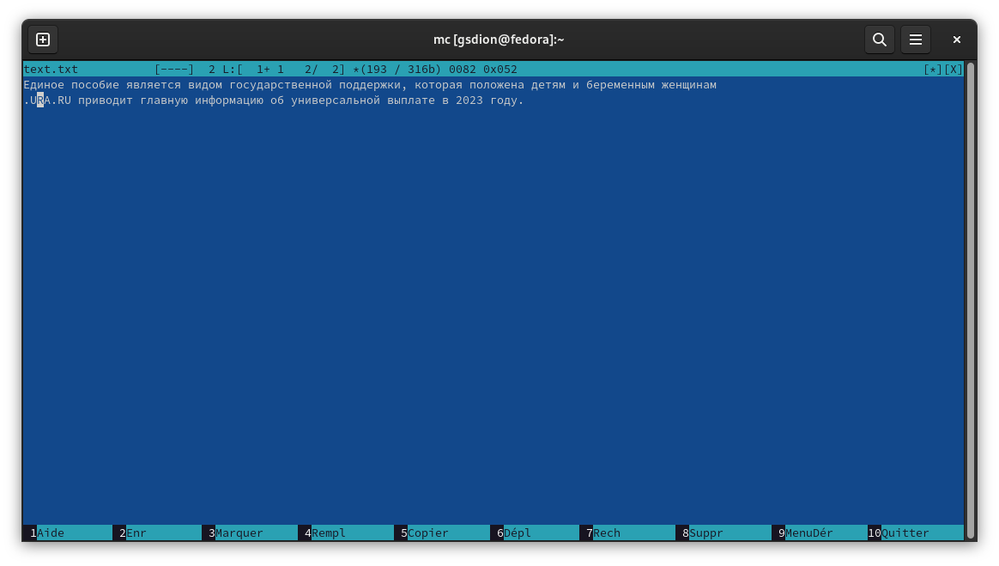 mc [gsdion@fedora]:~
text.txt [----] 2 L:[ 1+ 1 2/ 2] *(193 / 316b) 0082 0x052 [*][X]
Единое пособие является видом государственной поддержки, которая положена детям и беременным женщинам
.URA.RU приводит главную информацию об универсальной выплате в 2023 году.
1Aide 2Enr 3Marquer 4Rempl 5Copier 6Dépl 7Rech 8Suppr 9MenuDér 10Quitter